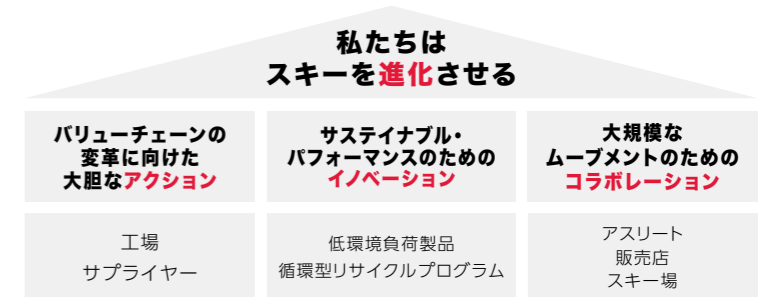 私たちは
スキーを進化させる
バリューチェーンの
変革に向けた
大胆なアクション
サステイナブル・
パフォーマンスのための
イノベーション
大規模な
ムーブメントのための
コラボレーション
工場
サプライヤー
低環境負荷製品
循環型リサイクルプログラム
アスリート
販売店
スキー場